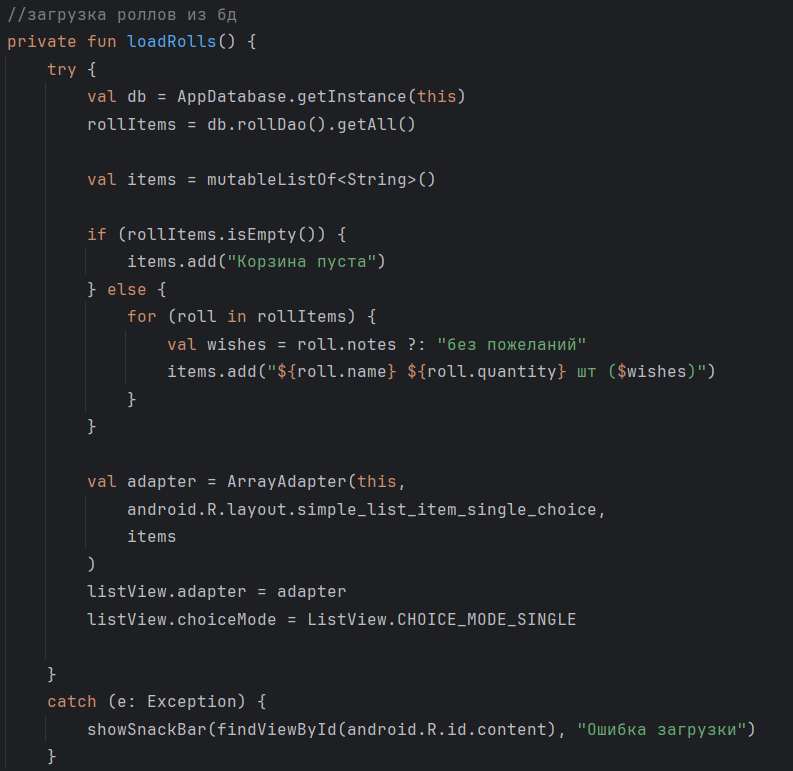 //загрузка роллов из бд
private fun loadRolls() {
    try {
        val db = AppDatabase.getInstance(this)
        rollItems = db.rollDao().getAll()

        val items = mutableListOf<String>()

        if (rollItems.isEmpty()) {
            items.add("Корзина пуста")
        } else {
            for (roll in rollItems) {
                val wishes = roll.notes ?: "без пожеланий"
                items.add("${roll.name} ${roll.quantity} шт ($wishes)")
            }
        }

        val adapter = ArrayAdapter(this,
            android.R.layout.simple_list_item_single_choice,
            items
        )
        listView.adapter = adapter
        listView.choiceMode = ListView.CHOICE_MODE_SINGLE

    }
    catch (e: Exception) {
        showSnackBar(findViewById(android.R.id.content), "Ошибка загрузки")
    }